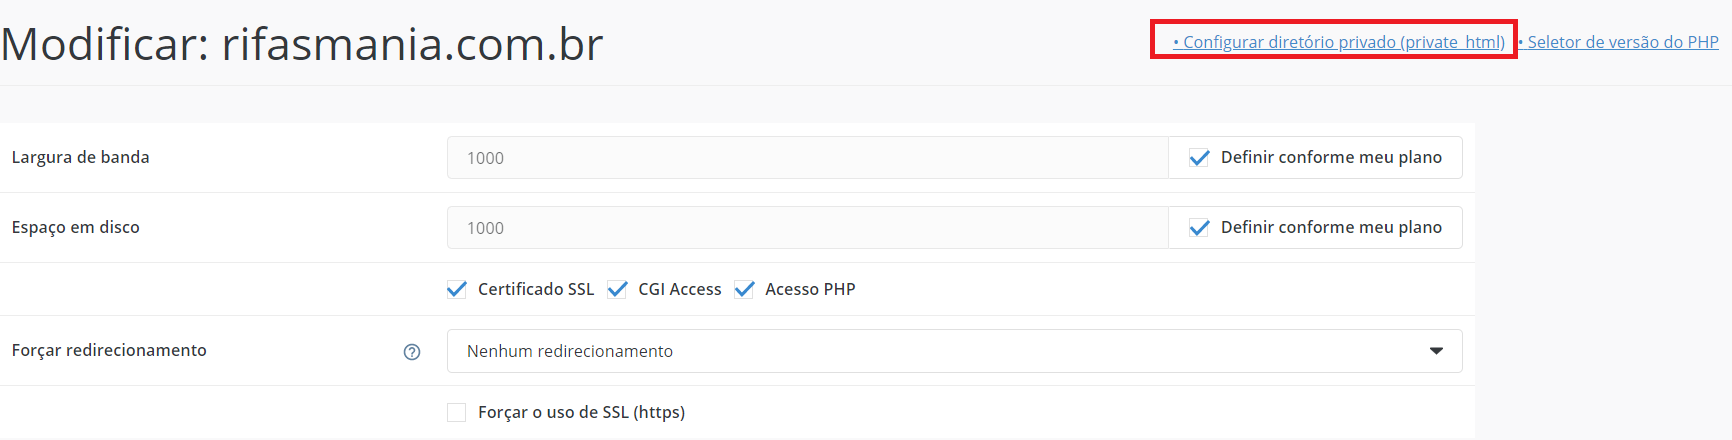 Modificar: rifasmania.com.br
• Configurar diretório privado (private_html) • Seletor de versão do PHP
Largura de banda 1000 Definir conforme meu plano
Espaço em disco 1000 Definir conforme meu plano
Certificado SSL CGI Access Acesso PHP
Forçar redirecionamento ? Nenhum redirecionamento
Forçar o uso de SSL (https)